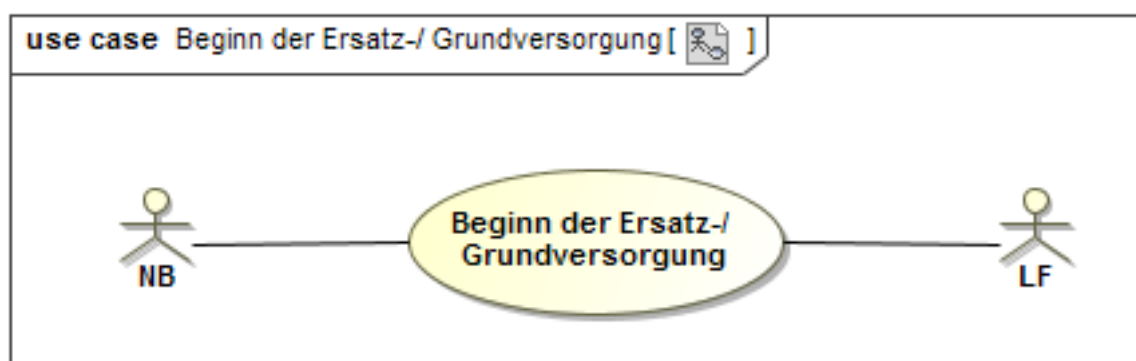 use case Beginn der Ersatz-/ Grundversorgung [ ]
Beginn der Ersatz-/
Grundversorgung
NB
LF